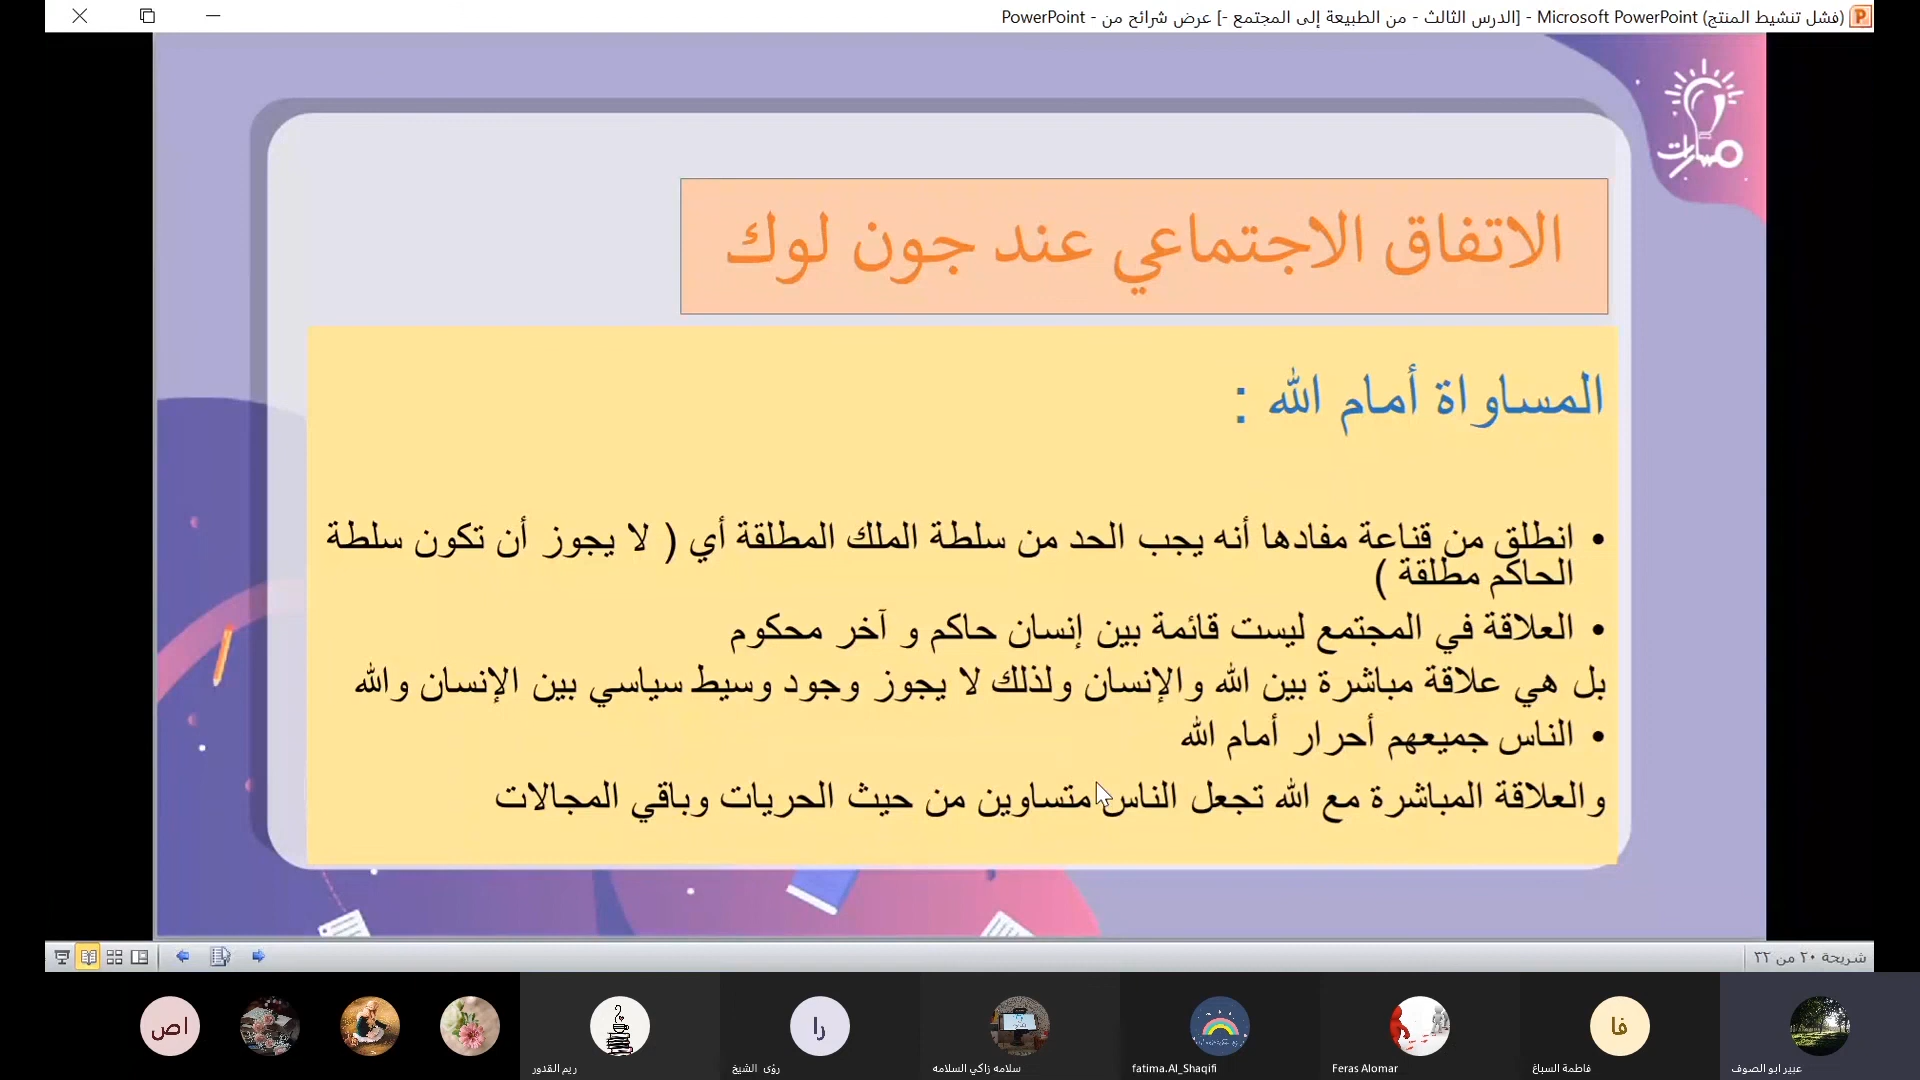 PowerPoint - [الدرس الثالث - من الطبيعة إلى المجتمع -] عرض شرائح من - Microsoft PowerPoint (فشل تنشيط المنتج)
مسارات
الاتفاق الاجتماعي عند جون لوك
المساواة أمام الله :
• انطلق من قناعة مفادها أنه يجب الحد من سلطة الملك المطلقة أي ( لا يجوز أن تكون سلطة
الحاكم مطلقة )
• العلاقة في المجتمع ليست قائمة بين إنسان حاكم و آخر محكوم
بل هي علاقة مباشرة بين الله والإنسان ولذلك لا يجوز وجود وسيط سياسي بين الإنسان والله
• الناس جميعهم أحرار أمام الله
والعلاقة المباشرة مع الله تجعل الناس متساوين من حيث الحريات وباقي المجالات
شريحة ٢٠ من ٣٢
اص
را
فا
ريم القدور
رؤى الشيخ
سلامه زاكي السلامه
fatima.Al_Shaqifi
Feras Alomar
فاطمة السباغ
عبير ابو الصوف